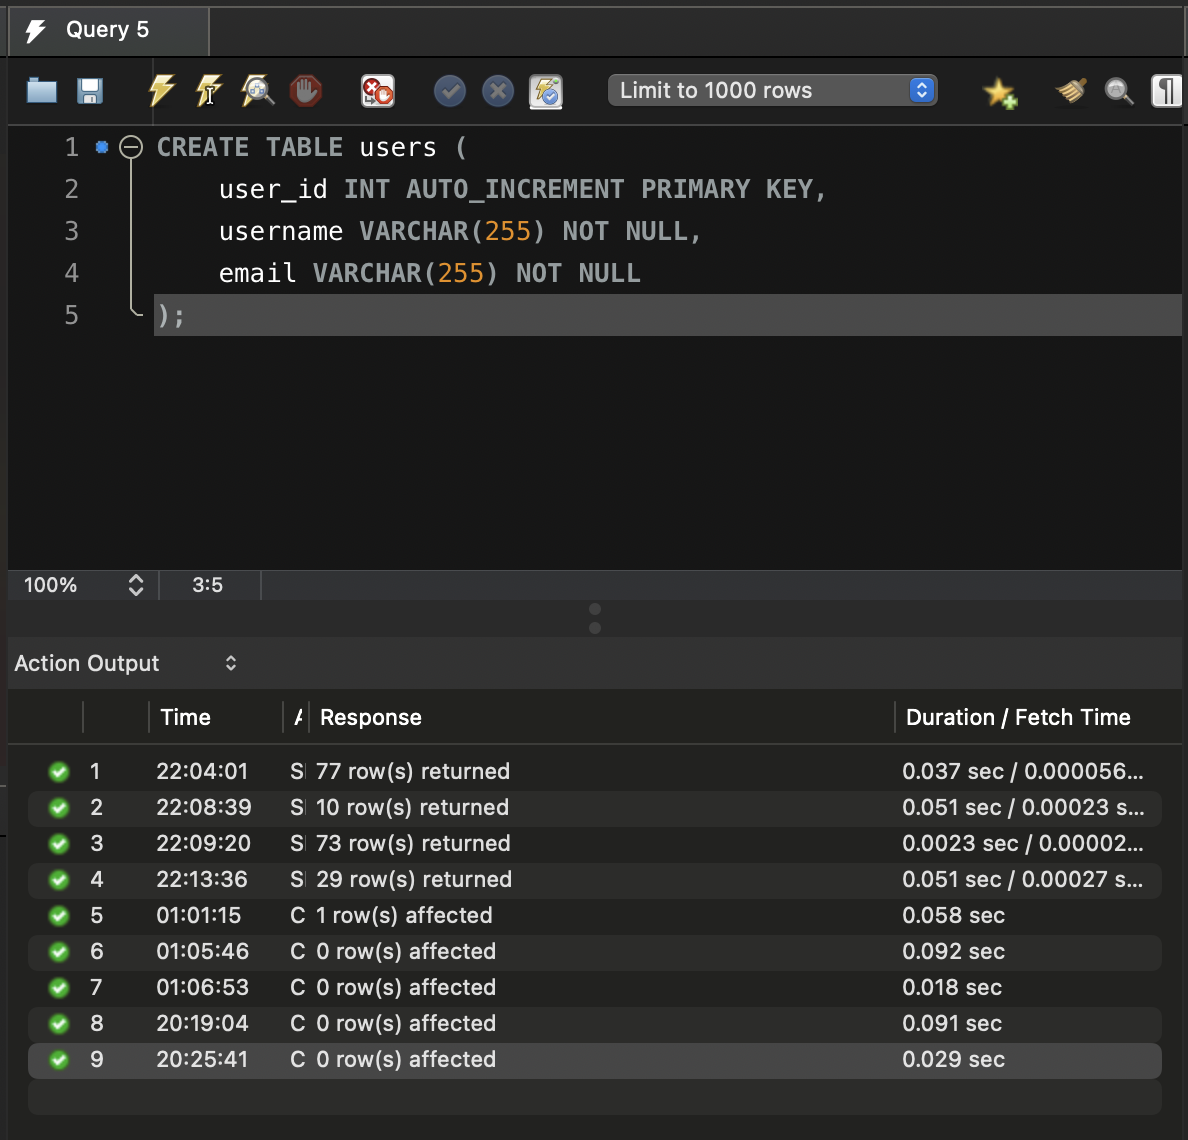 Query 5
Limit to 1000 rows
1 CREATE TABLE users (
2 user_id INT AUTO_INCREMENT PRIMARY KEY,
3 username VARCHAR(255) NOT NULL,
4 email VARCHAR(255) NOT NULL
5 );
100% 3:5
Action Output
Time A Response Duration / Fetch Time
1 22:04:01 S 77 row(s) returned 0.037 sec / 0.000056...
2 22:08:39 S 10 row(s) returned 0.051 sec / 0.00023 s...
3 22:09:20 S 73 row(s) returned 0.0023 sec / 0.00002...
4 22:13:36 S 29 row(s) returned 0.051 sec / 0.00027 s...
5 01:01:15 C 1 row(s) affected 0.058 sec
6 01:05:46 C 0 row(s) affected 0.092 sec
7 01:06:53 C 0 row(s) affected 0.018 sec
8 20:19:04 C 0 row(s) affected 0.091 sec
9 20:25:41 C 0 row(s) affected 0.029 sec